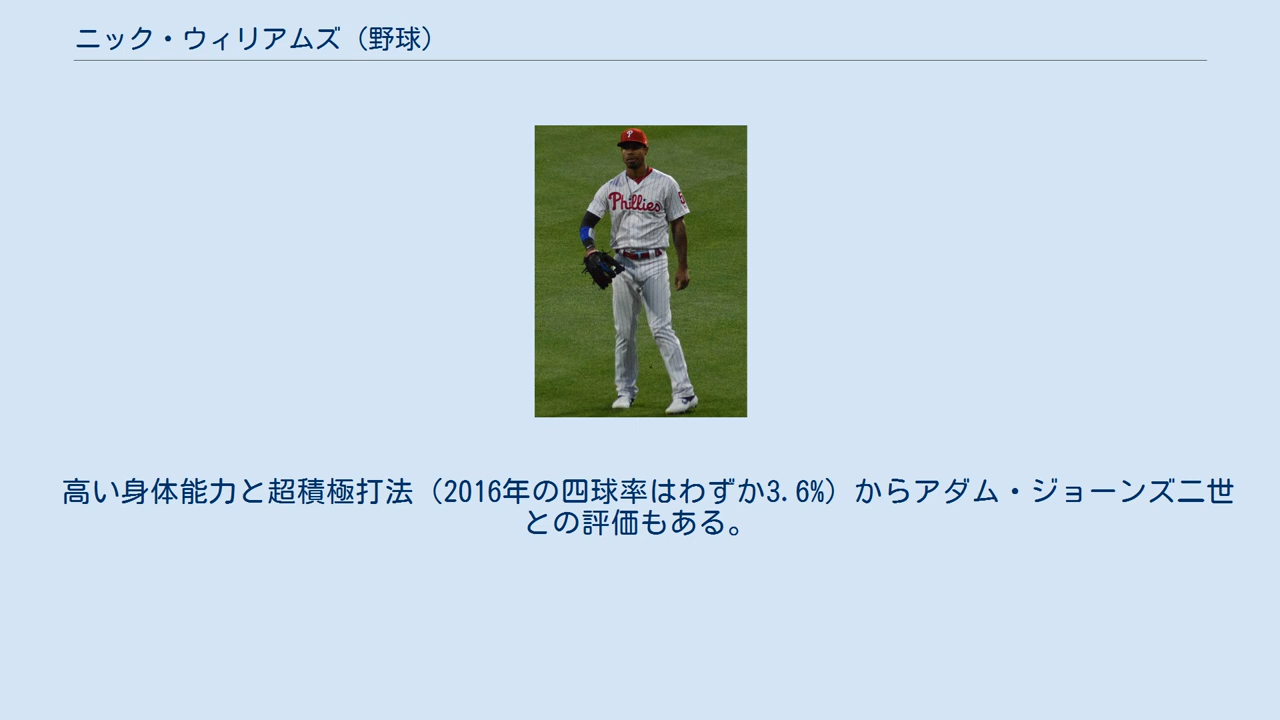 ニック・ウィリアムズ（野球）
Phillies
高い身体能力と超積極打法（2016年の四球率はわずか3.6%）からアダム・ジョーンズ二世
との評価もある。